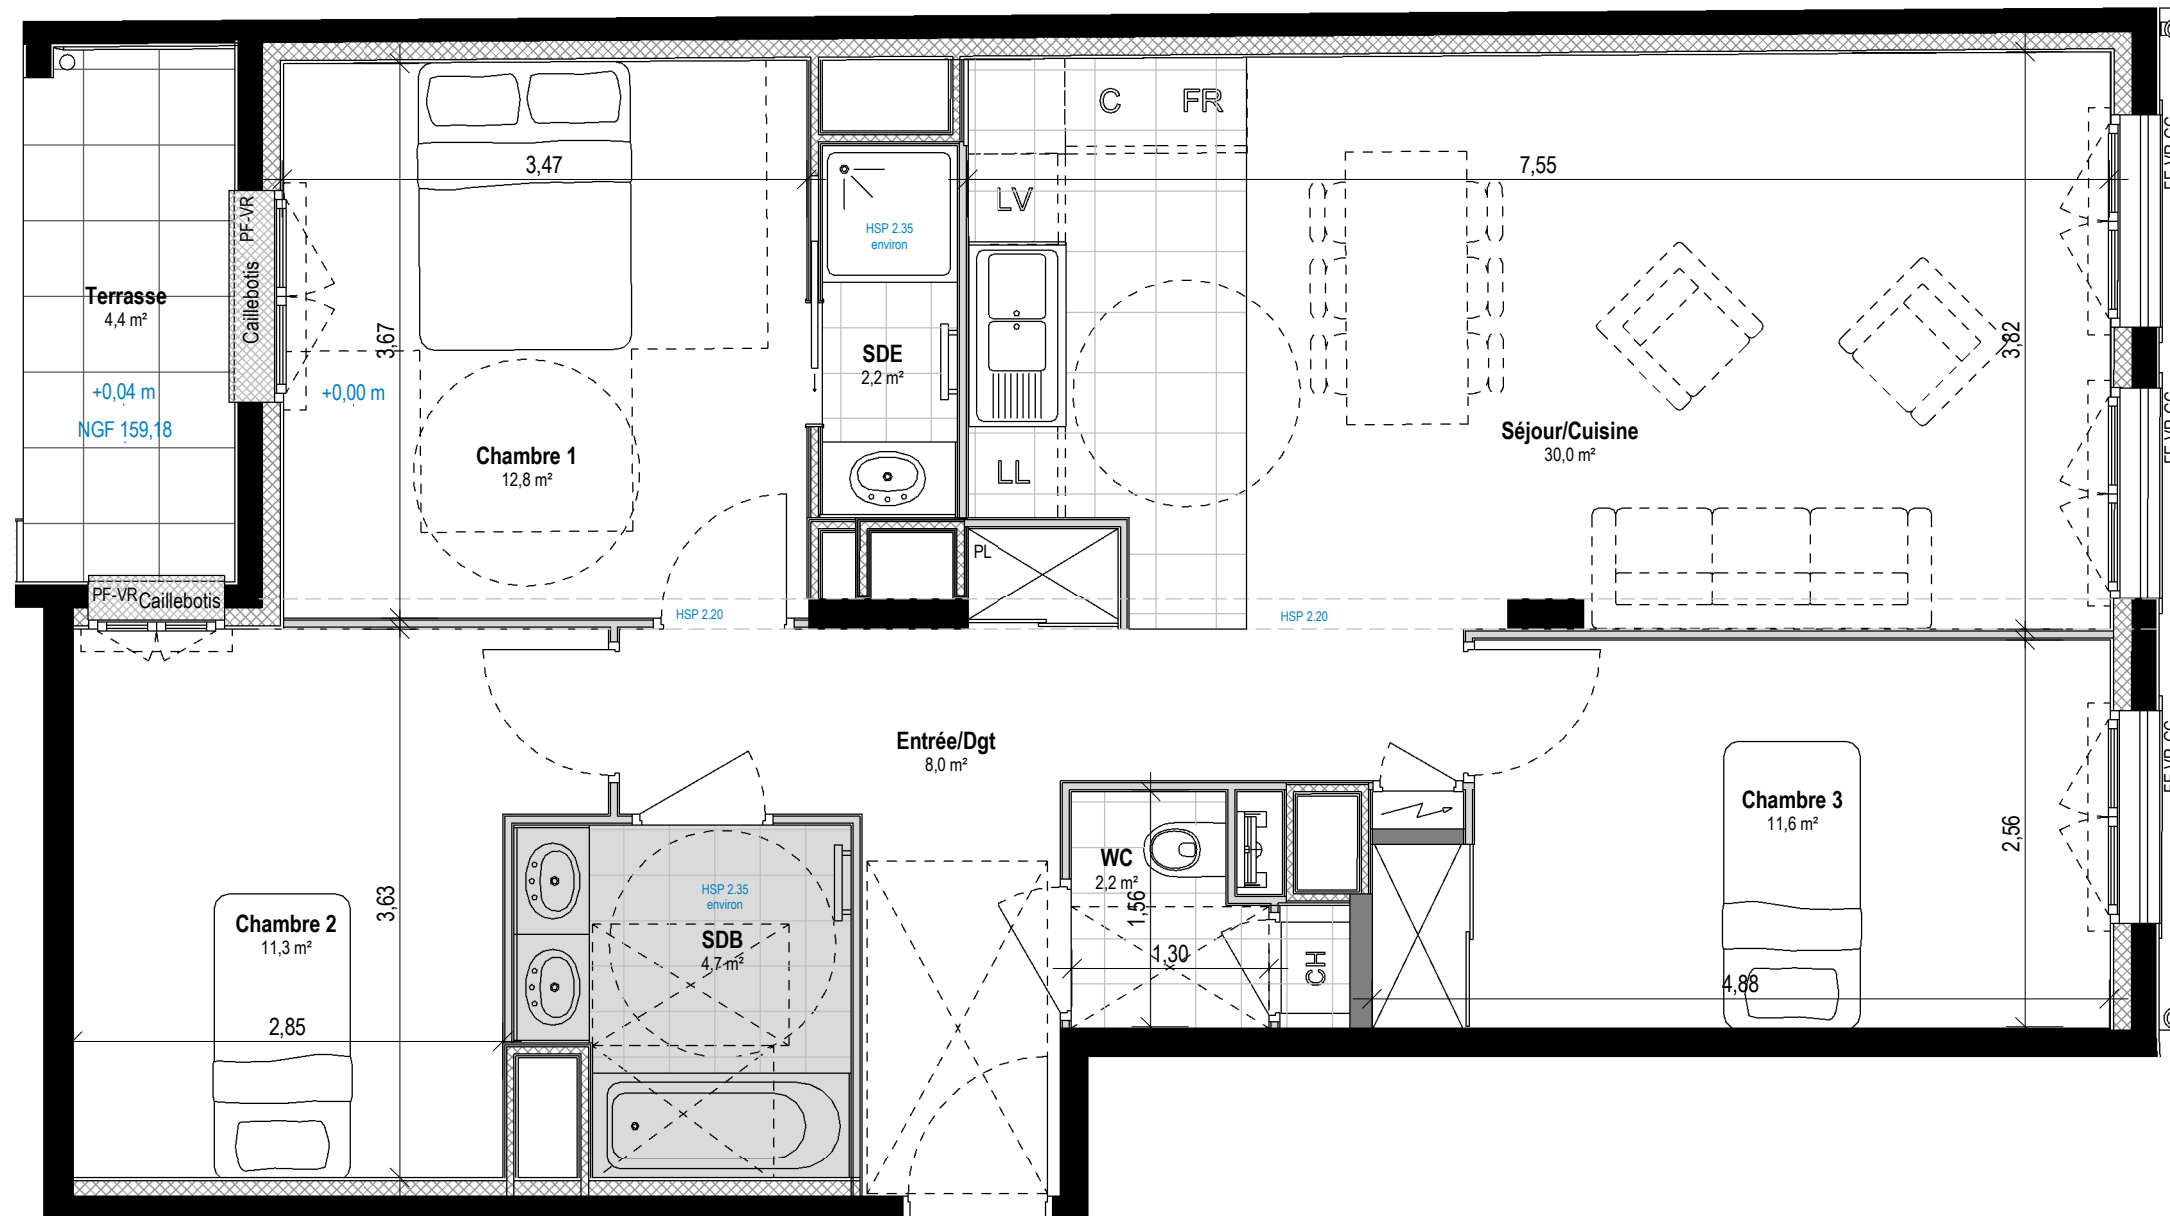 C
FR
3,47
7,55
LV
PF-VR
Caillebotis
HSP 2.35
environ
Terrasse
4,4 m²
3,67
SDE
2,2 m²
3,82
+0,04 m
+0,00 m
NGF 159,18
Séjour/Cuisine
30,0 m²
Chambre 1
12,8 m²
LL
PL
PF-VR
Caillebotis
HSP 2.20
HSP 2.20
Entrée/Dgt
8,0 m²
Chambre 3
11,6 m²
2,56
WC
2,2 m²
1,56
HSP 2.35
environ
3,63
Chambre 2
11,3 m²
SDB
4,7 m²
1,30
CH
4,88
2,85